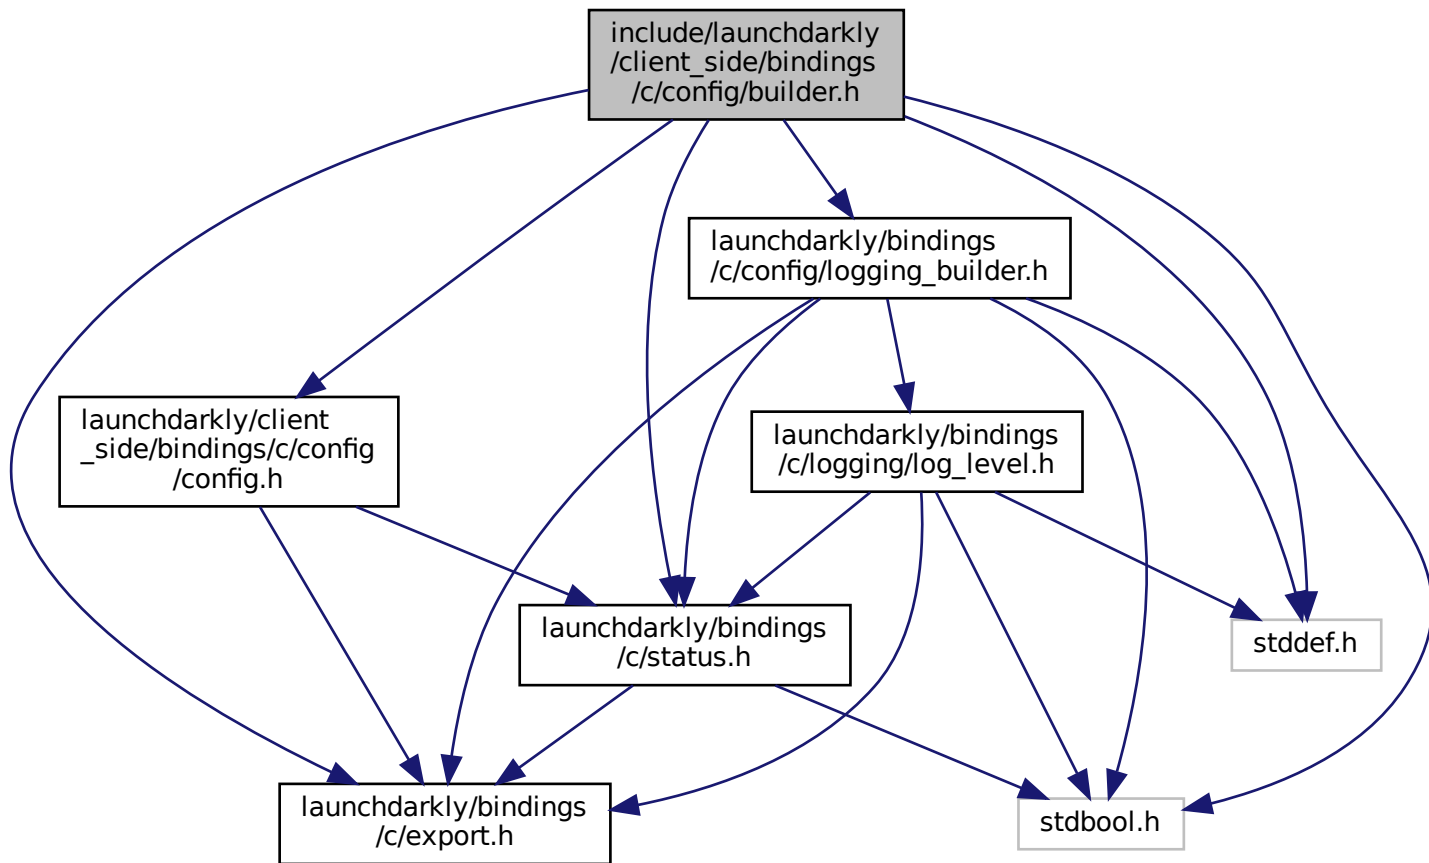 include/launchdarkly
/client_side/bindings
/c/config/builder.h
launchdarkly/bindings
/c/config/logging_builder.h
launchdarkly/client
_side/bindings/c/config
/config.h
launchdarkly/bindings
/c/logging/log_level.h
launchdarkly/bindings
/c/status.h
stddef.h
launchdarkly/bindings
/c/export.h
stdbool.h